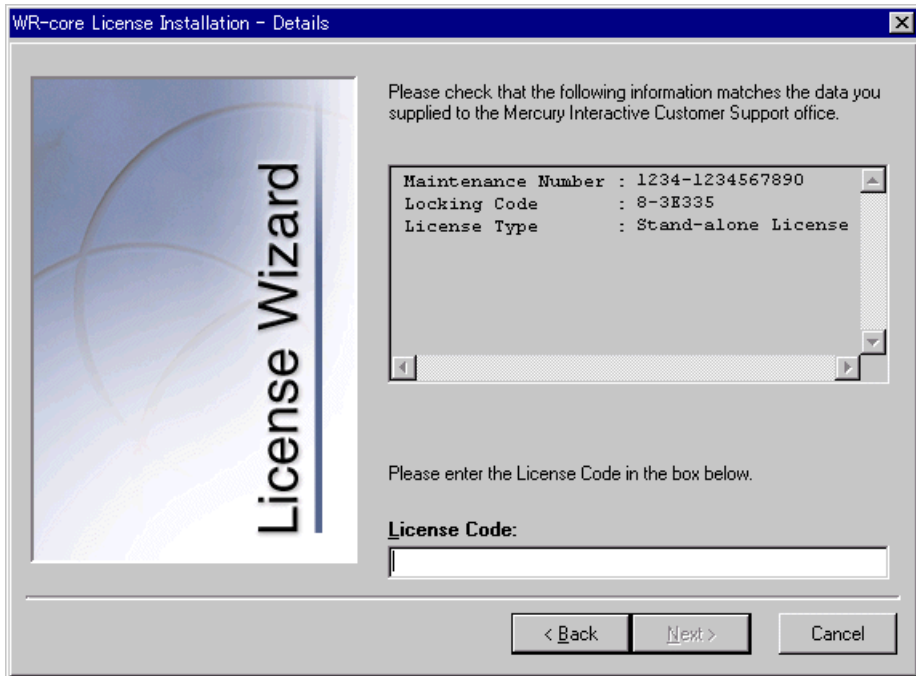 WR-core License Installation - Details
License Wizard
Please check that the following information matches the data you
supplied to the Mercury Interactive Customer Support office.
Maintenance Number : 1234-1234567890
Locking Code : 8-3E335
License Type : Stand-alone License
Please enter the License Code in the box below.
License Code:
< Back
Next >
Cancel